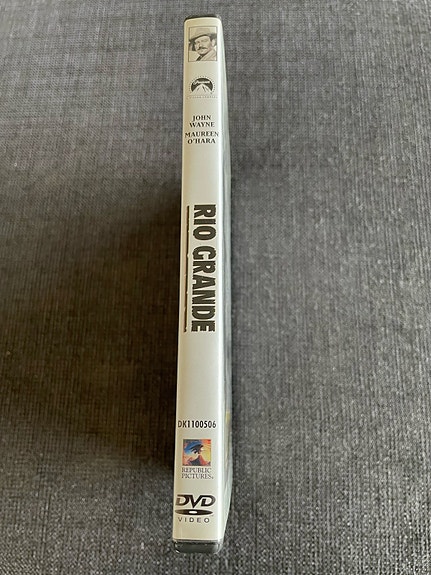 JOHN
WAYNE
MAUREEN
O'HARA
RIO GRANDE
DK1100506
REPUBLIC
PICTURES
DVD
VIDEO